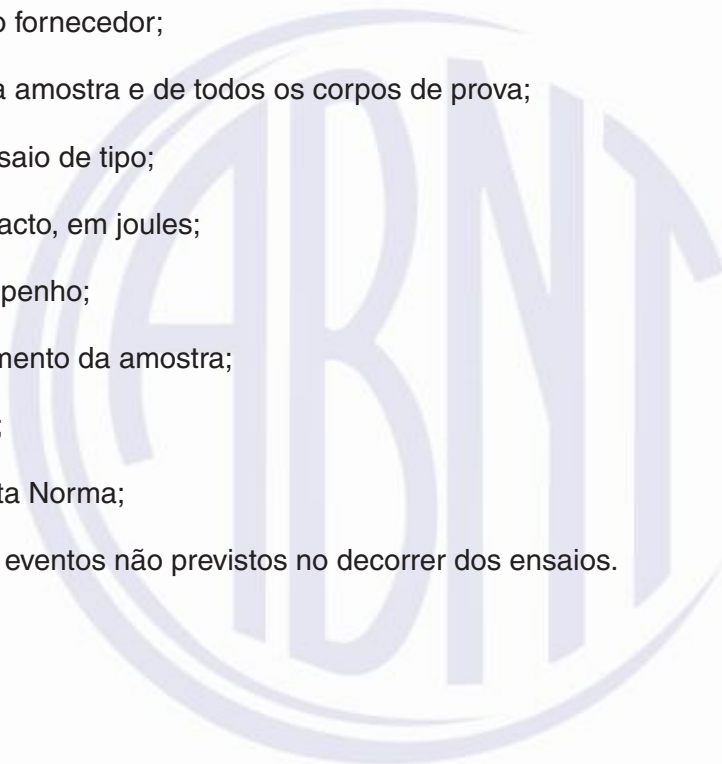 o fornecedor;
a amostra e de todos os corpos de prova;
saio de tipo;
acto, em joules;
penho;
mento da amostra;
;
ta Norma;
eventos não previstos no decorrer dos ensaios.
ABNT